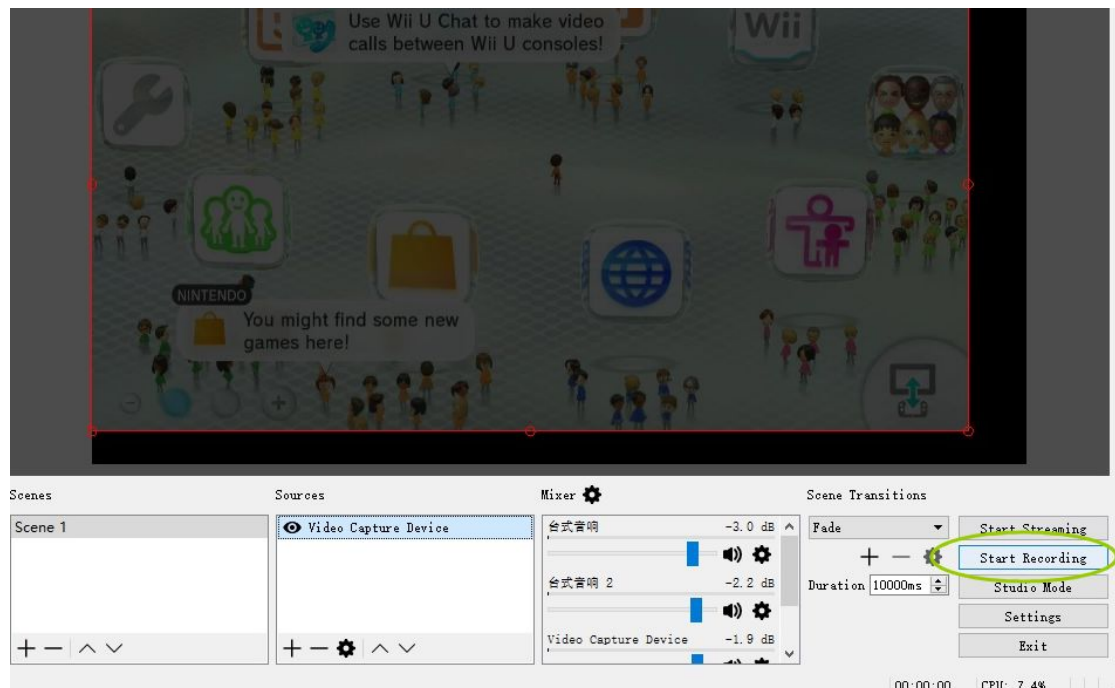 Use Wii U Chat to make video
calls between Wii U consoles!
Wii
NINTENDO
You might find some new
games here!
Scenes
Sources
Mixer
Scene Transitions
Scene 1
Video Capture Device
台式音响
-3.0 dB
Fade
Start Streaming
Start Recording
台式音响 2
-2.2 dB
Duration
10000ms
Studio Mode
Settings
Video Capture Device
-1.9 dB
Exit
00:00:00
CPU: 7.4%